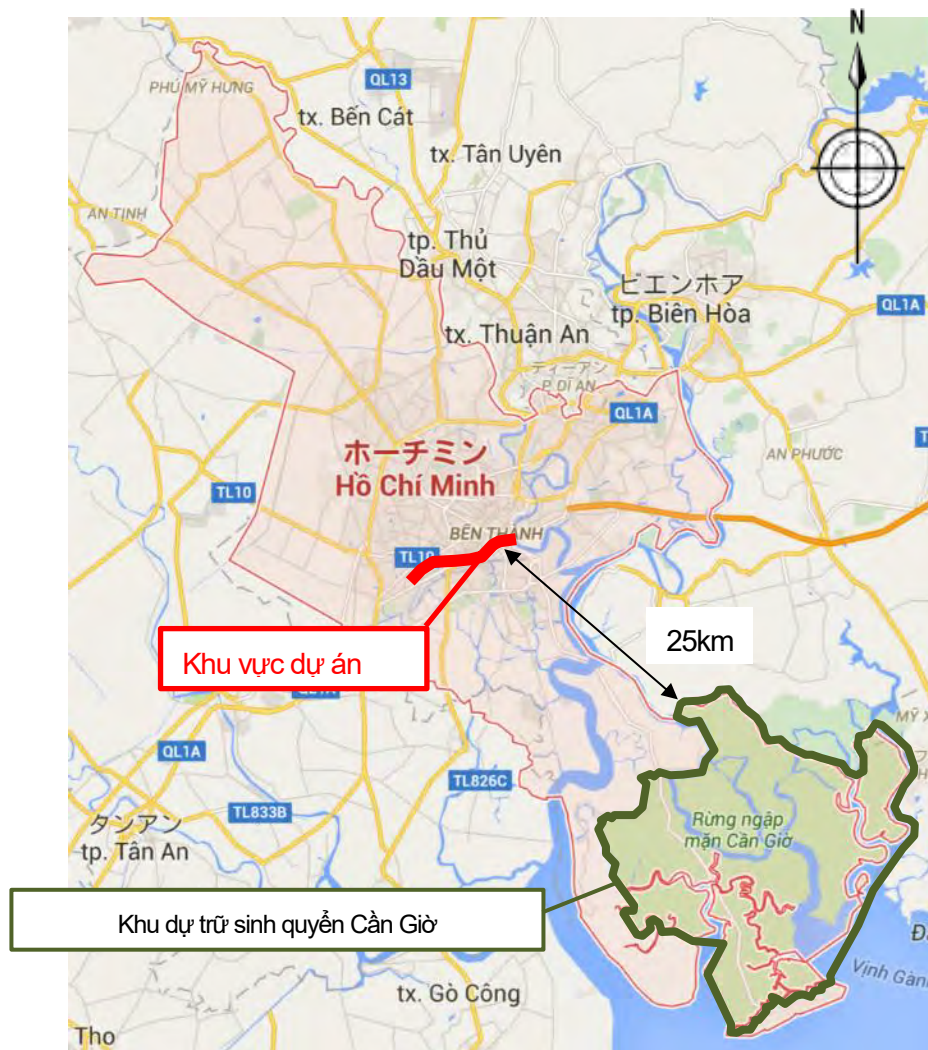 N
QL13
PHÚ MỸ HƯNG
tx. Bến Cát
tx. Tân Uyên
AN TỊNH
tp. Thủ
Dầu Một
ビエンホア
tp. Biên Hòa
QL1A
tx. Thuận An
ディーアン
P. DĨ AN
QL1A
AN PHƯỚC
ホーチミン
Hồ Chí Minh
TL10
BẾN THÀNH
TL10
25km
Khu vực dự án
QL1A
TL826C
TL833B
タンアン
tp. Tân An
Rừng ngập
mặn Cần Giờ
Khu dự trữ sinh quyển Cần Giờ
Vịnh Gành
tx. Gò Công
Tho